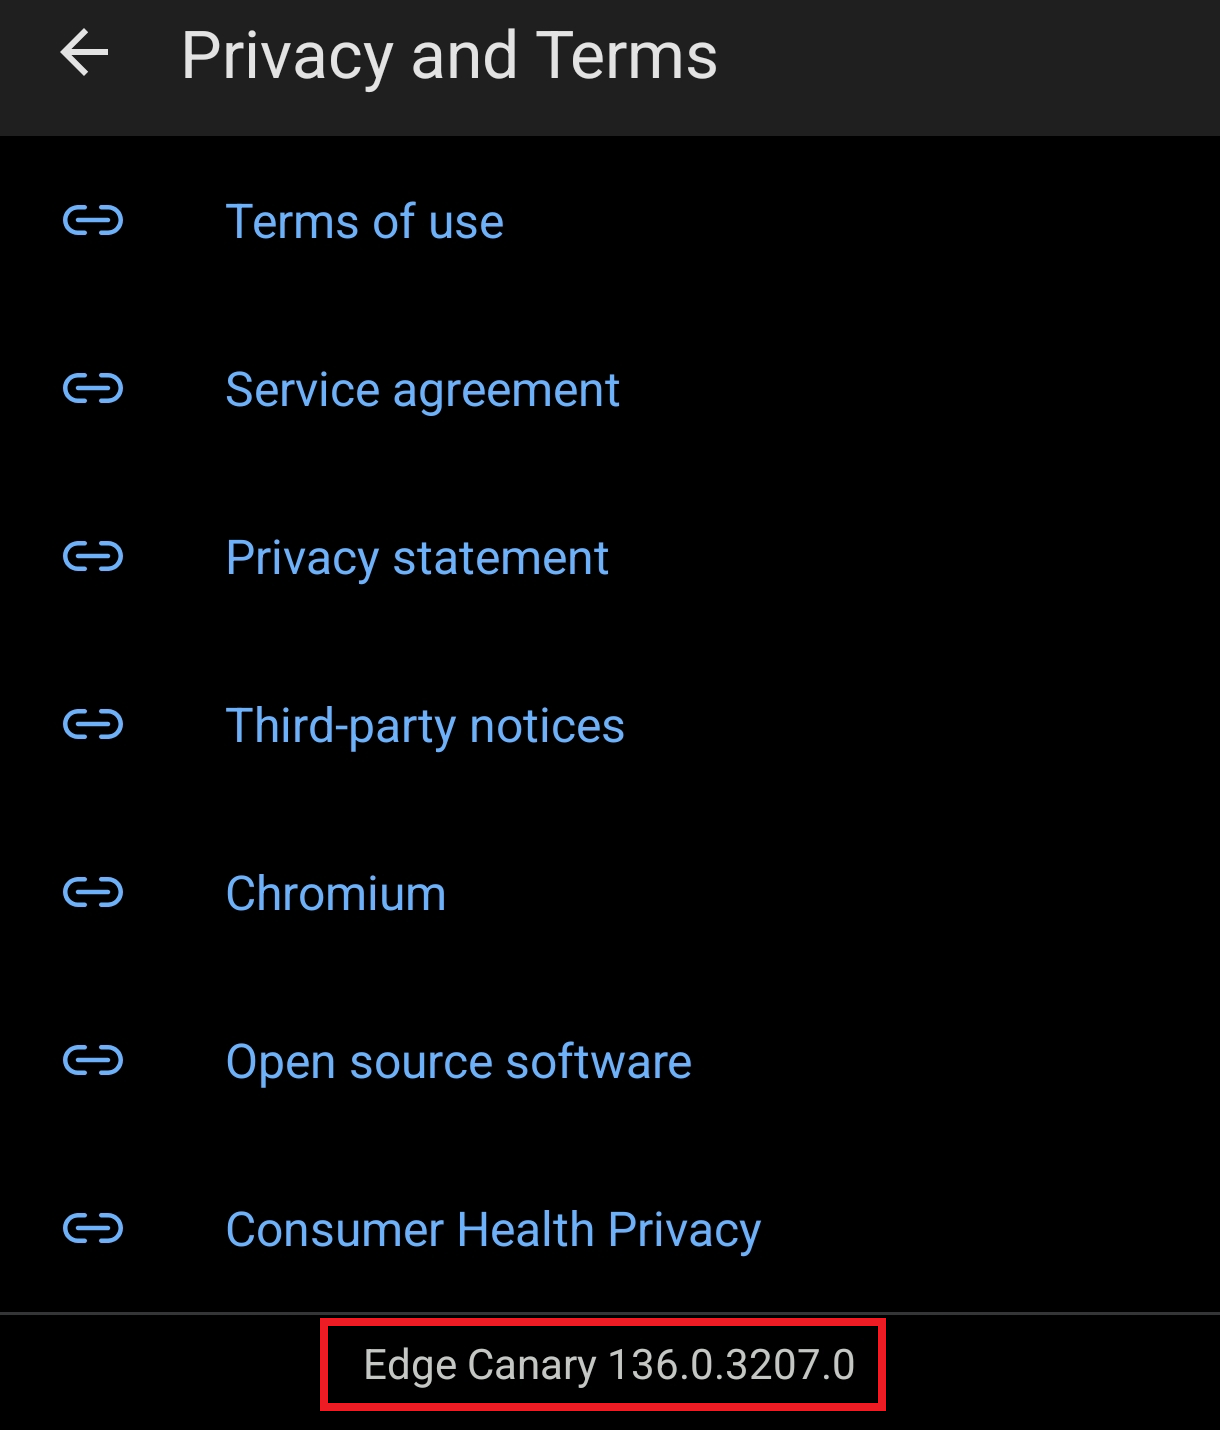 Privacy and Terms
Terms of use
Service agreement
Privacy statement
Third-party notices
Chromium
Open source software
Consumer Health Privacy
Edge Canary 136.0.3207.0